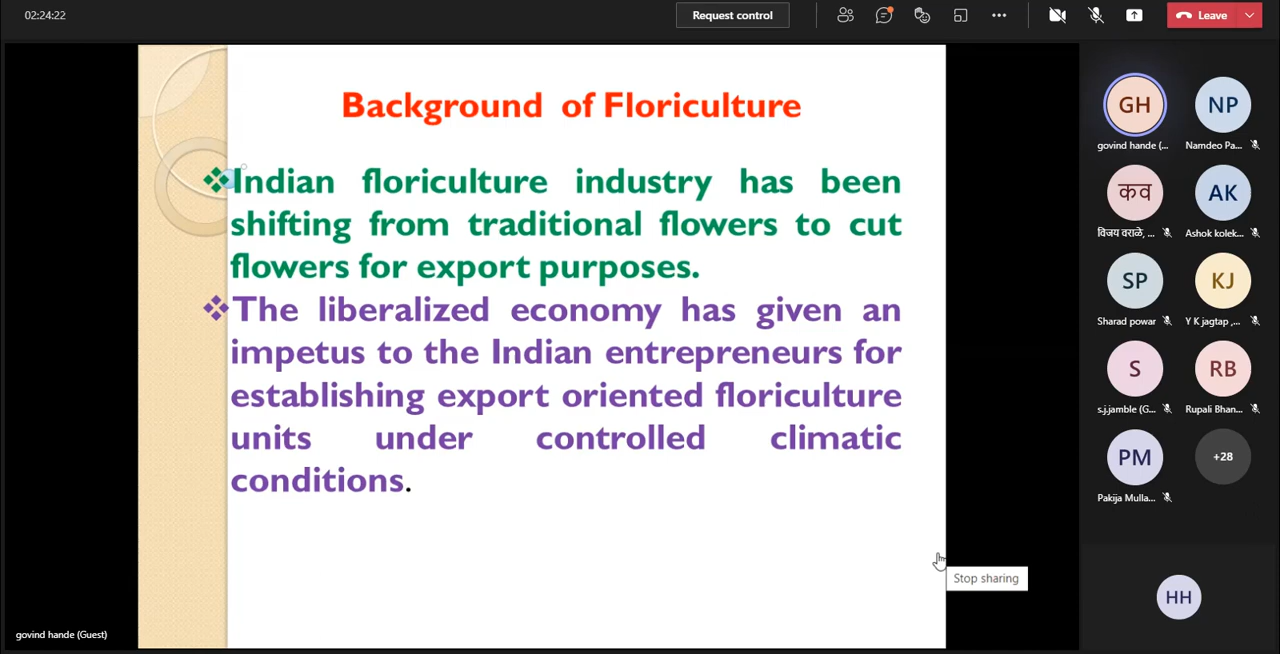 02:24:22
Request control
Leave
Background of Floriculture
❖Indian floriculture industry has been
shifting from traditional flowers to cut
flowers for export purposes.
❖The liberalized economy has given an
impetus to the Indian entrepreneurs for
establishing export oriented floriculture
units under controlled climatic
conditions.
Stop sharing
govind hande (Guest)
GH
NP
govind hande (...
Namdeo Pa...
कव
AK
विजय वराळे, ...
Ashok kolek...
SP
KJ
Sharad powar
Y K jagtap ,...
S
RB
s.j.jamble (G...
Rupali Bhan...
PM
+28
Pakija Mulla...
HH